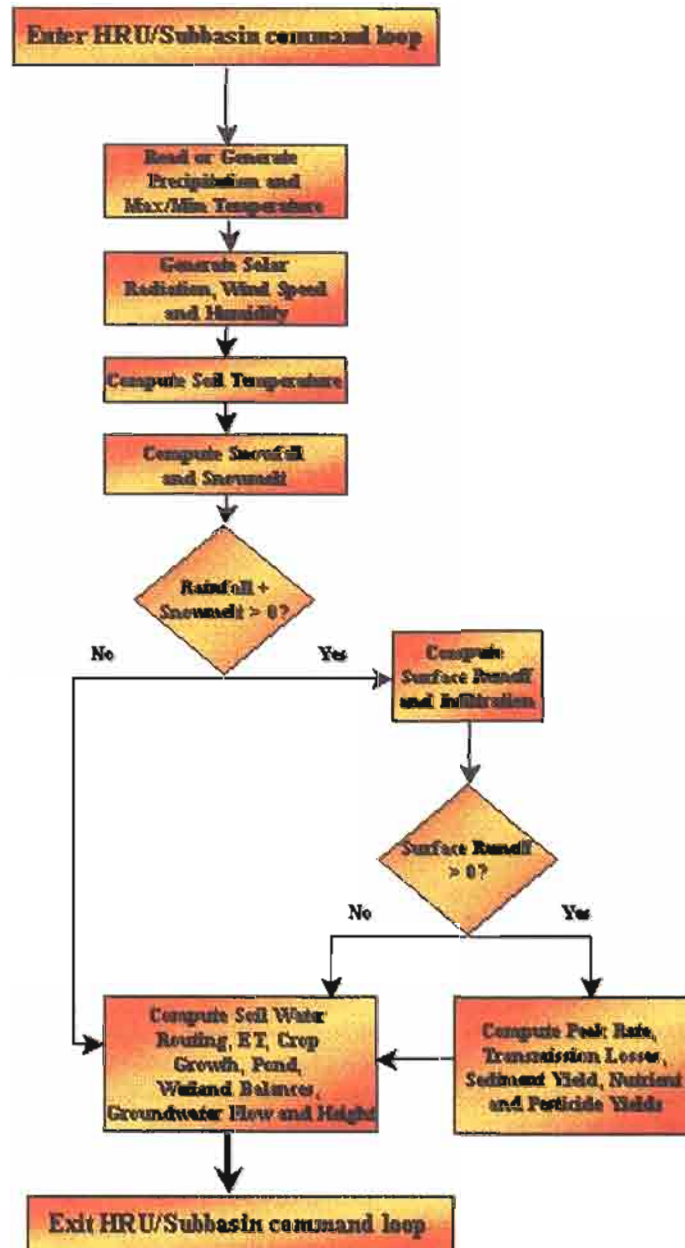 Enter HRU/Subbasin command loop
Read or Generate
Precipitation and
Max/Min Temperature
Generate Solar
Radiation, Wind Speed
and Humidity
Compute Soil Temperature
Compute Snowfall
and Snowmelt
Rainfall +
Snowmelt > 0?
No
Yes
Compute
Surface Runoff
and Infiltration
Surface Runoff
> 0?
No
Yes
Compute Soil Water
Routing, ET, Crop
Growth, Pond,
Wetland Balances,
Groundwater Flow and Height
Compute Peak Rate,
Transmission Losses,
Sediment Yield, Nutrient
and Pesticide Yields
Exit HRU/Subbasin command loop